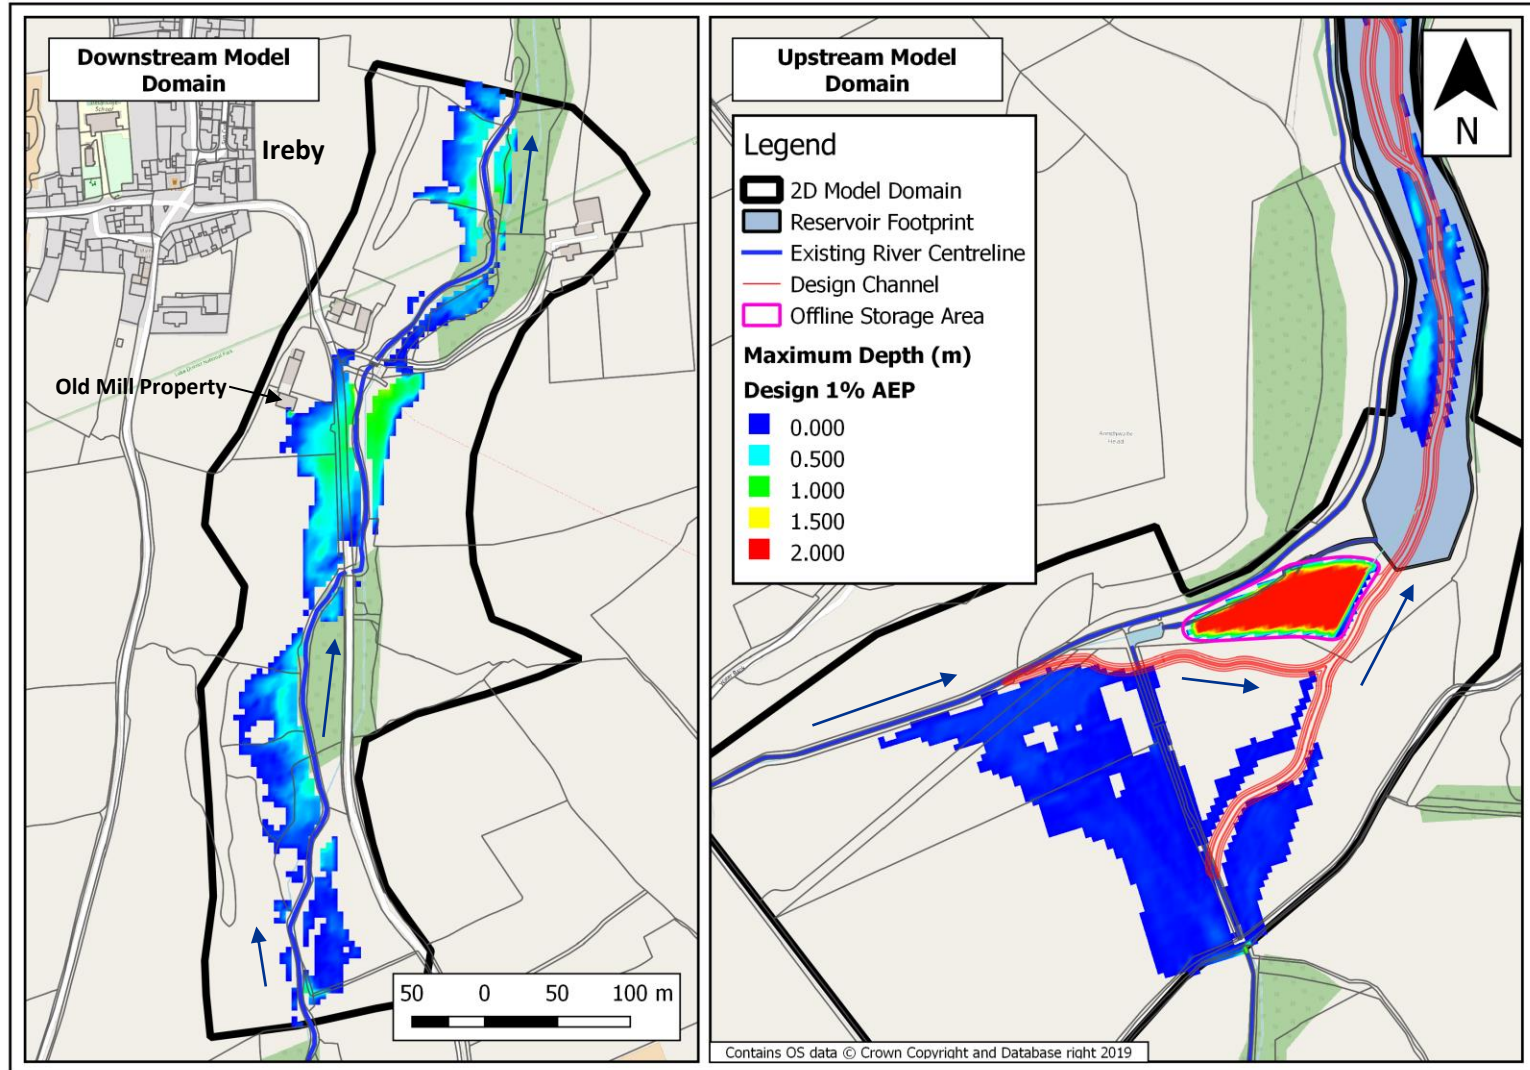 Downstream Model
Domain
Ireby
Old Mill Property
50 0 50 100 m
Upstream Model
Domain
N
Legend
2D Model Domain
Reservoir Footprint
Existing River Centreline
Design Channel
Offline Storage Area
Maximum Depth (m)
Design 1% AEP
0.000
0.500
1.000
1.500
2.000
Contains OS data © Crown Copyright and Database right 2019